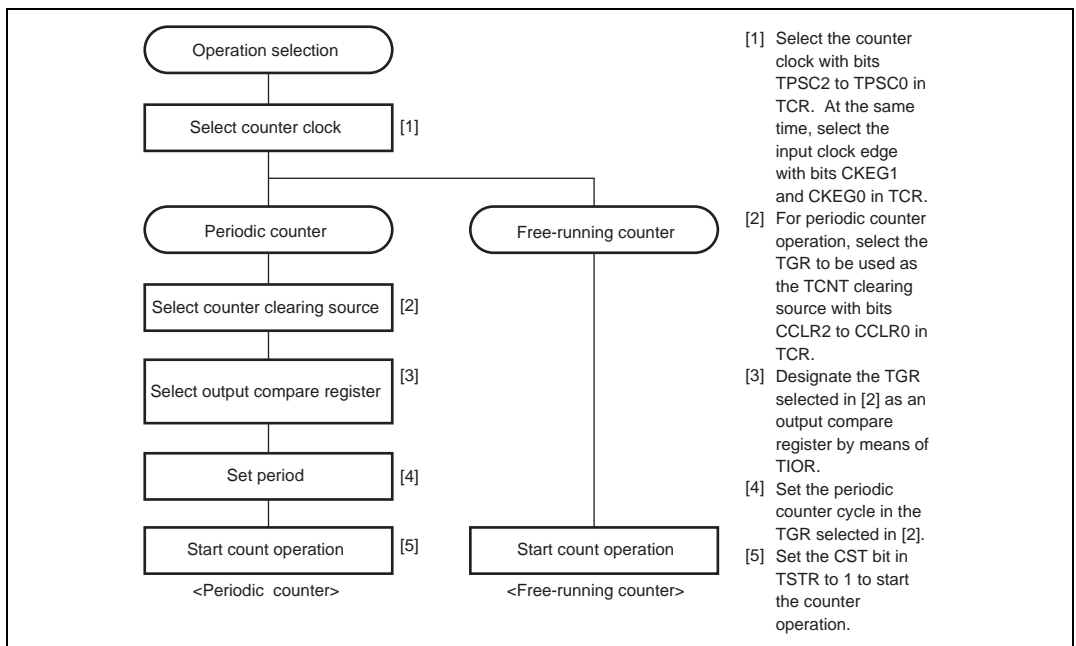 Operation selection
Select counter clock
[1]
Periodic counter
Free-running counter
Select counter clearing source
[2]
Select output compare register
[3]
Set period
[4]
Start count operation
[5]
Start count operation
<Periodic counter>
<Free-running counter>
[1] Select the counter
clock with bits
TPSC2 to TPSC0 in
TCR. At the same
time, select the
input clock edge
with bits CKEG1
and CKEG0 in TCR.
[2] For periodic counter
operation, select the
TGR to be used as
the TCNT clearing
source with bits
CCLR2 to CCLR0 in
TCR.
[3] Designate the TGR
selected in [2] as an
output compare
register by means of
TIOR.
[4] Set the periodic
counter cycle in the
TGR selected in [2].
[5] Set the CST bit in
TSTR to 1 to start
the counter
operation.